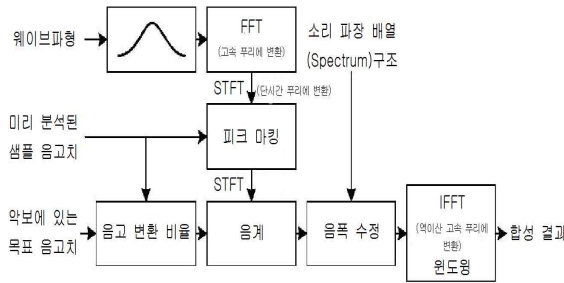 웨이브파형
FFT
(고속 푸리에 변환)
소리 파장 배열
(Spectrum)구조
STFT
(단시간 푸리에 변환)
미리 분석된
샘플 음고치
피크 마킹
STFT
악보에 있는
목표 음고치
음고 변환 비율
음계
음폭 수정
IFFT
(역이산 고속 푸리에
변환)
윈도윙
합성 결과